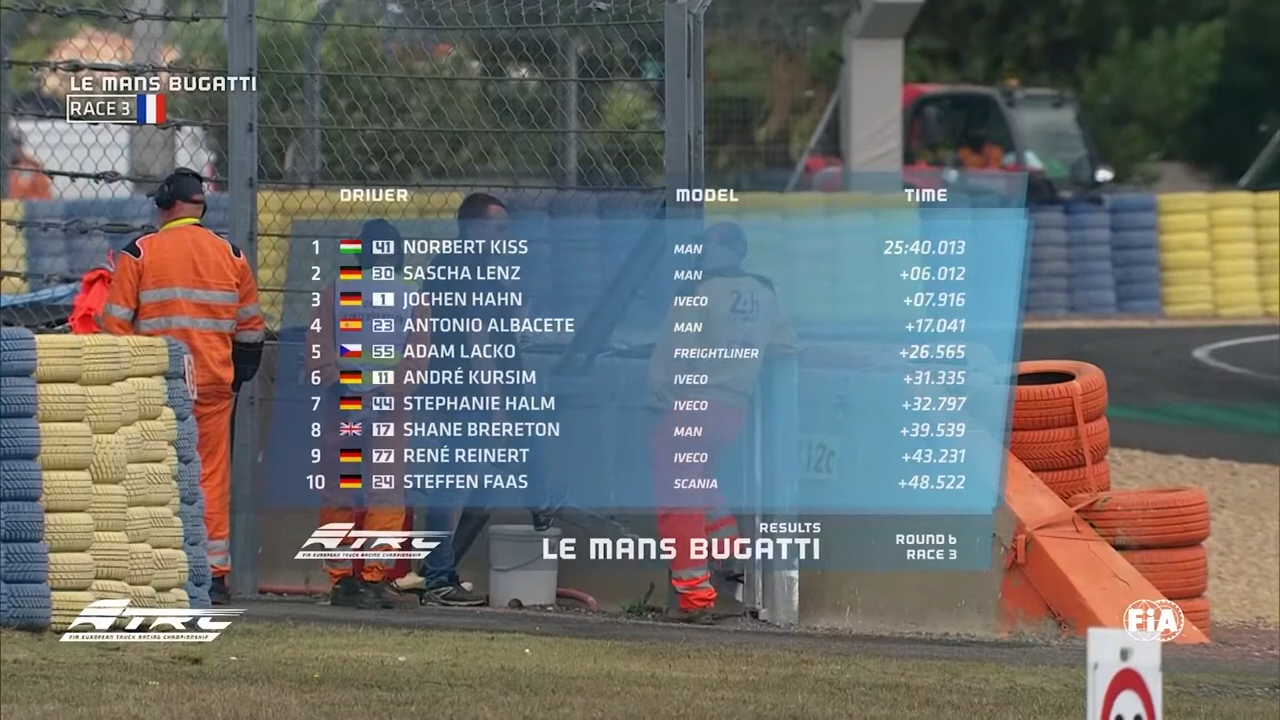 LE MANS BUGATTI
RACE 3
DRIVER MODEL TIME
1 41 NORBERT KISS MAN 25:40.013
2 30 SASCHA LENZ MAN +06.012
3 1 JOCHEN HAHN IVECO +07.916
4 23 ANTONIO ALBACETE MAN +17.041
5 55 ADAM LACKO FREIGHTLINER +26.565
6 11 ANDRÉ KURSIM IVECO +31.335
7 44 STEPHANIE HALM IVECO +32.797
8 17 SHANE BRERETON MAN +39.539
9 77 RENÉ REINERT IVECO +43.231
10 24 STEFFEN FAAS SCANIA +48.522
24h
12c
ETRC
FIA EUROPEAN TRUCK RACING CHAMPIONSHIP
RESULTS
LE MANS BUGATTI
ROUND 6
RACE 3
ETRC
FIA EUROPEAN TRUCK RACING CHAMPIONSHIP
FIA